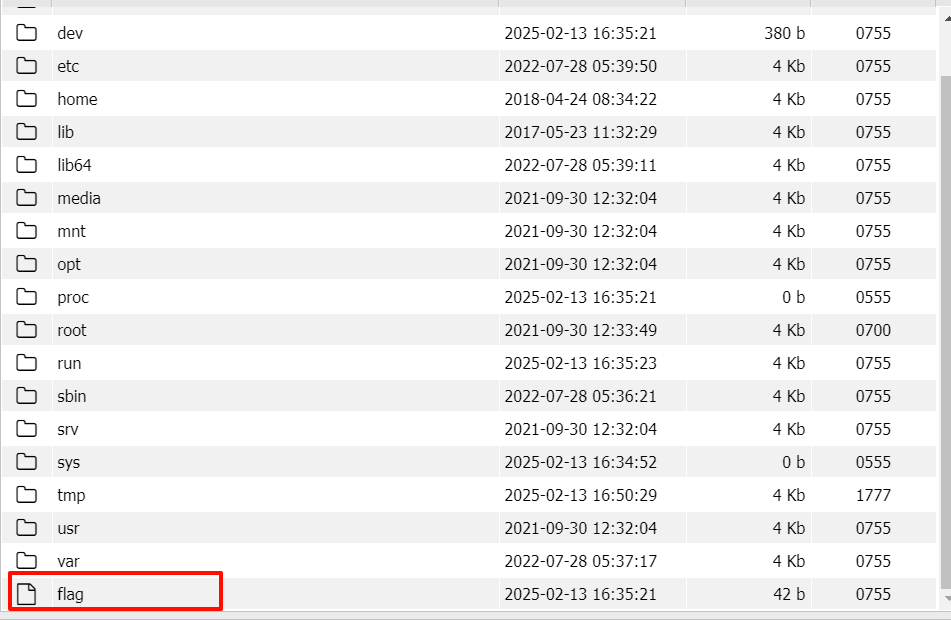 dev 2025-02-13 16:35:21 380 b 0755
etc 2022-07-28 05:39:50 4 Kb 0755
home 2018-04-24 08:34:22 4 Kb 0755
lib 2017-05-23 11:32:29 4 Kb 0755
lib64 2022-07-28 05:39:11 4 Kb 0755
media 2021-09-30 12:32:04 4 Kb 0755
mnt 2021-09-30 12:32:04 4 Kb 0755
opt 2021-09-30 12:32:04 4 Kb 0755
proc 2025-02-13 16:35:21 0 b 0555
root 2021-09-30 12:33:49 4 Kb 0700
run 2025-02-13 16:35:23 4 Kb 0755
sbin 2022-07-28 05:36:21 4 Kb 0755
srv 2021-09-30 12:32:04 4 Kb 0755
sys 2025-02-13 16:34:52 0 b 0555
tmp 2025-02-13 16:50:29 4 Kb 1777
usr 2021-09-30 12:32:04 4 Kb 0755
var 2022-07-28 05:37:17 4 Kb 0755
flag 2025-02-13 16:35:21 42 b 0755